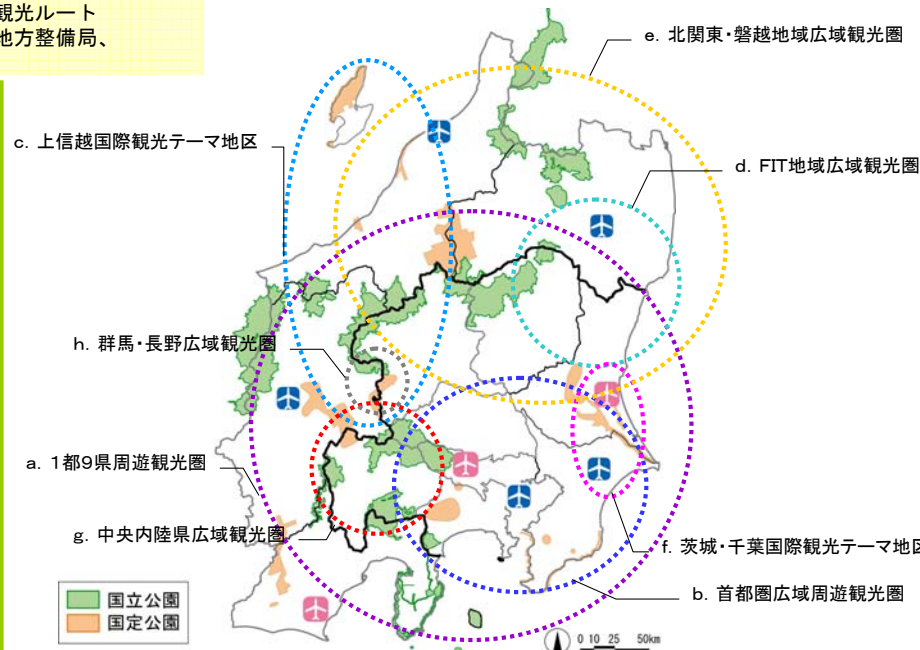 観光ルート
地方整備局、
e. 北関東・磐越地域広域観光圏
c. 上信越国際観光テーマ地区
d. FIT地域広域観光圏
h. 群馬・長野広域観光圏
a. 1都9県周遊観光圏
g. 中央内陸県広域観光圏
f. 茨城・千葉国際観光テーマ地区
b. 首都圏広域周遊観光圏
国立公園
国定公園
0 10 25 50km